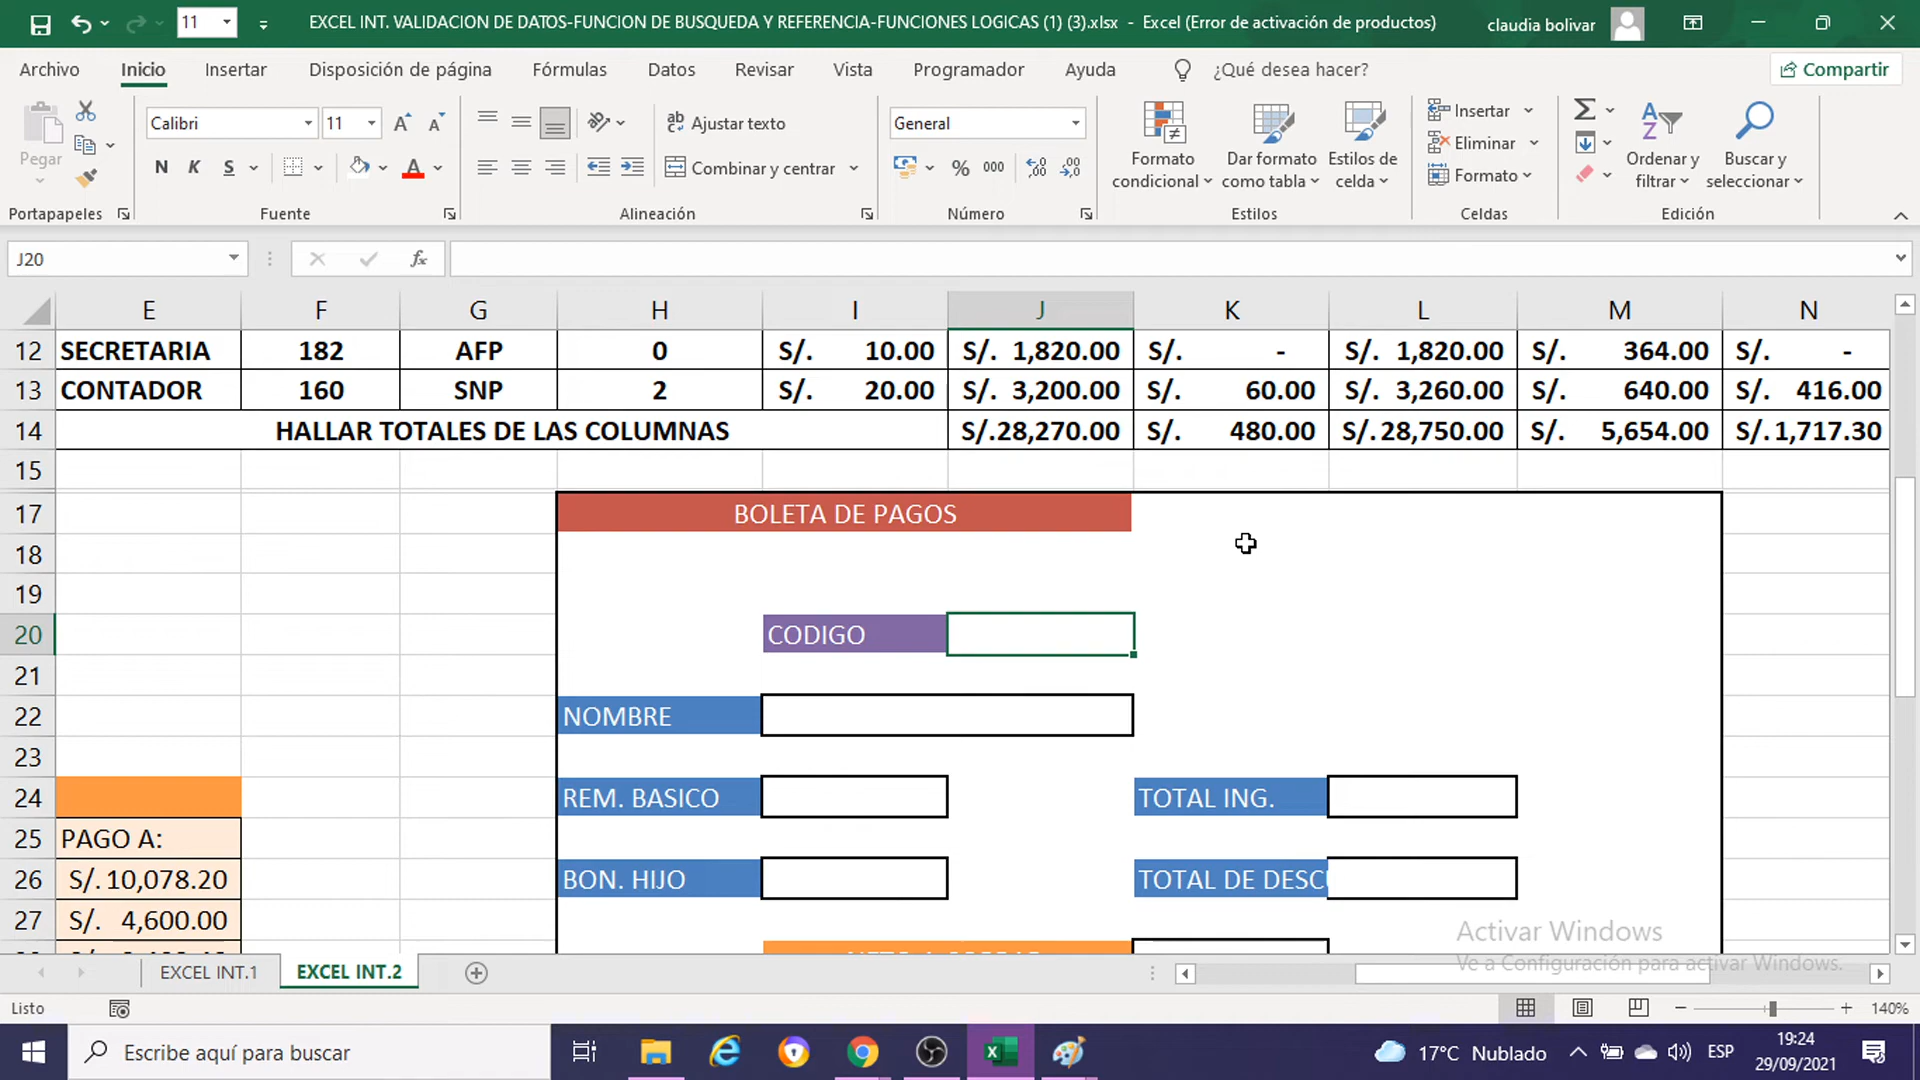 11
EXCEL INT. VALIDACION DE DATOS-FUNCION DE BUSQUEDA Y REFERENCIA-FUNCIONES LOGICAS (1) (3).xlsx - Excel (Error de activación de productos)
claudia bolivar
Archivo Inicio Insertar Disposición de página Fórmulas Datos Revisar Vista Programador Ayuda ¿Qué desea hacer? Compartir
Pegar
Calibri 11
N K S
Ajustar texto
Combinar y centrar
General
% 000
Formato condicional
Dar formato como tabla
Estilos de celda
Insertar
Eliminar
Formato
Ordenar y filtrar
Buscar y seleccionar
Portapapeles Fuente Alineación Número Estilos Celdas Edición
J20 fx
E F G H I J K L M N
12 SECRETARIA 182 AFP 0 S/. 10.00 S/. 1,820.00 S/. - S/. 1,820.00 S/. 364.00 S/. -
13 CONTADOR 160 SNP 2 S/. 20.00 S/. 3,200.00 S/. 60.00 S/. 3,260.00 S/. 640.00 S/. 416.00
14 HALLAR TOTALES DE LAS COLUMNAS S/.28,270.00 S/. 480.00 S/.28,750.00 S/. 5,654.00 S/.1,717.30
15
17 BOLETA DE PAGOS
18
19
20 CODIGO
21
22 NOMBRE
23
24 REM. BASICO TOTAL ING.
25 PAGO A:
26 S/.10,078.20 BON. HIJO TOTAL DE DESCU
27 S/. 4,600.00
Activar Windows
Ve a Configuración para activar Windows.
EXCEL INT.1 EXCEL INT.2
Listo 140%
Escribe aquí para buscar
17°C Nublado ESP 19:24
29/09/2021